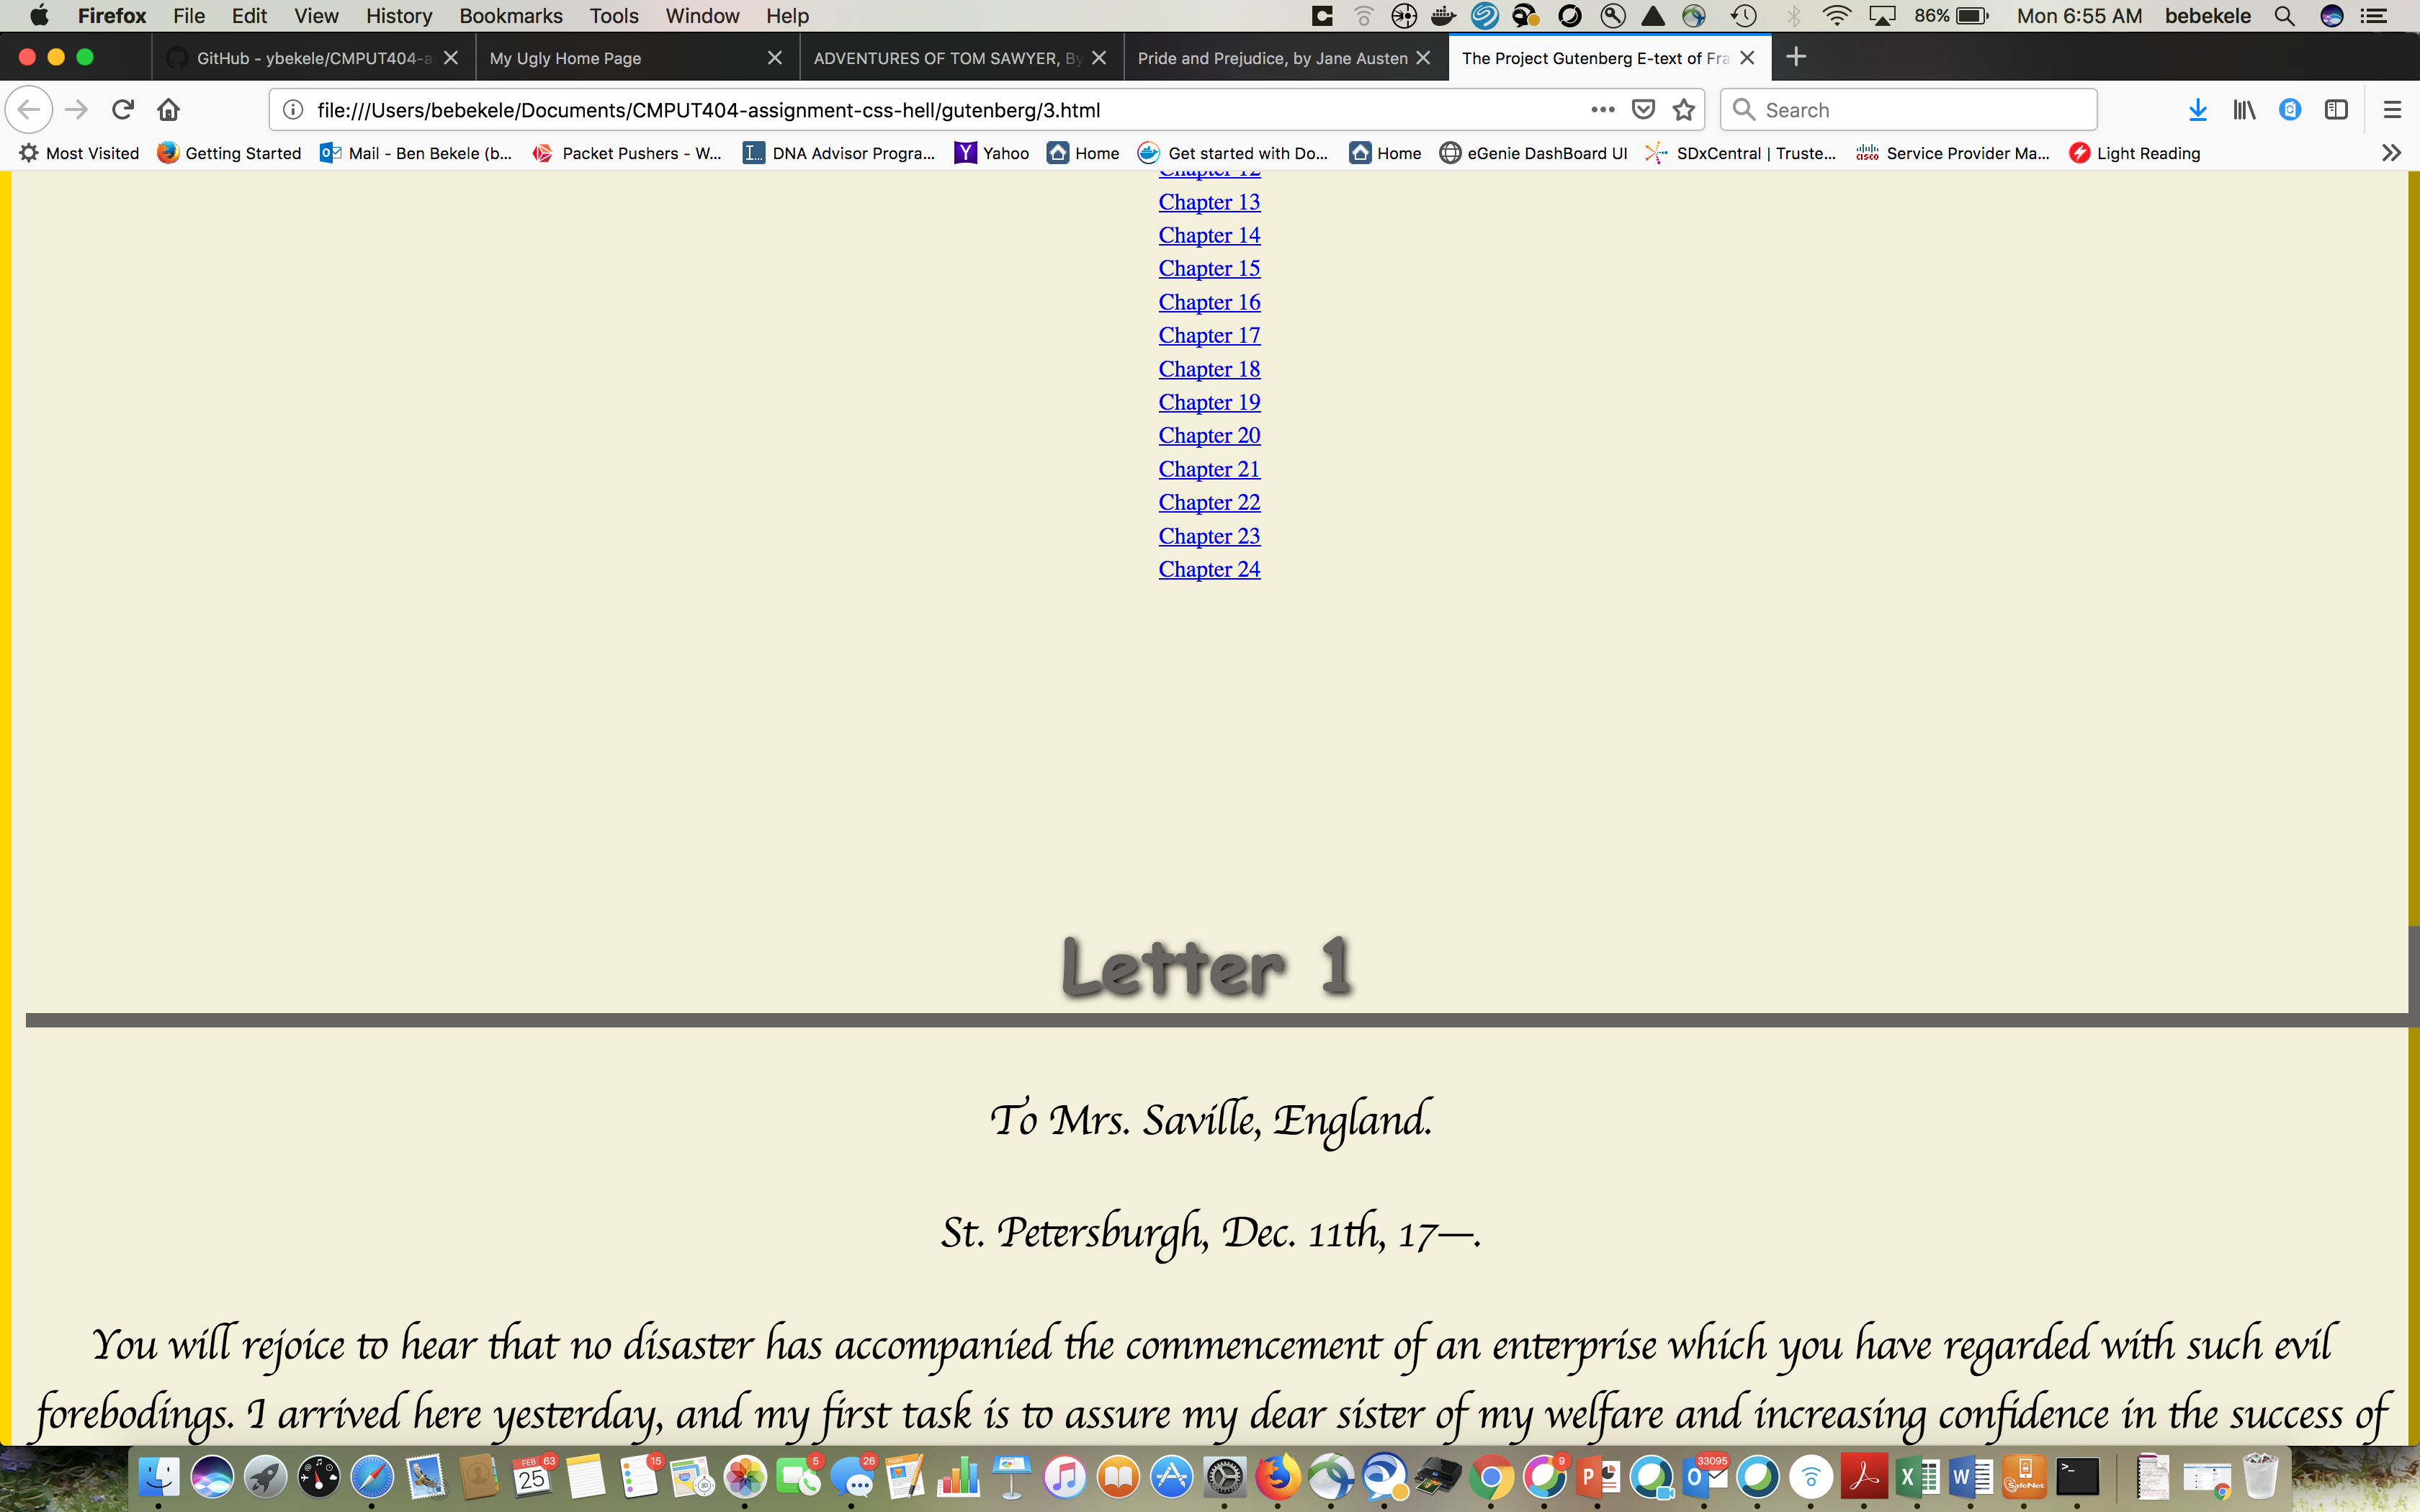 Firefox File Edit View History Bookmarks Tools Window Help 86% Mon 6:55 AM bebekele
GitHub - ybekele/CMPUT404-a My Ugly Home Page ADVENTURES OF TOM SAWYER, By Pride and Prejudice, by Jane Austen The Project Gutenberg E-text of Fra
file:///Users/bebekele/Documents/CMPUT404-assignment-css-hell/gutenberg/3.html Search
Most Visited Getting Started Mail - Ben Bekele (b... Packet Pushers - W... DNA Advisor Progra... Yahoo Home Get started with Do... Home eGenie DashBoard UI SDxCentral | Truste... Service Provider Ma... Light Reading
Chapter 12
Chapter 13
Chapter 14
Chapter 15
Chapter 16
Chapter 17
Chapter 18
Chapter 19
Chapter 20
Chapter 21
Chapter 22
Chapter 23
Chapter 24
Letter 1
To Mrs. Saville, England.
St. Petersburgh, Dec. 11th, 17—.
You will rejoice to hear that no disaster has accompanied the commencement of an enterprise which you have regarded with such evil
forebodings. I arrived here yesterday, and my first task is to assure my dear sister of my welfare and increasing confidence in the success of
FEB 25 63 15 5 26 9 33095 SafeNet